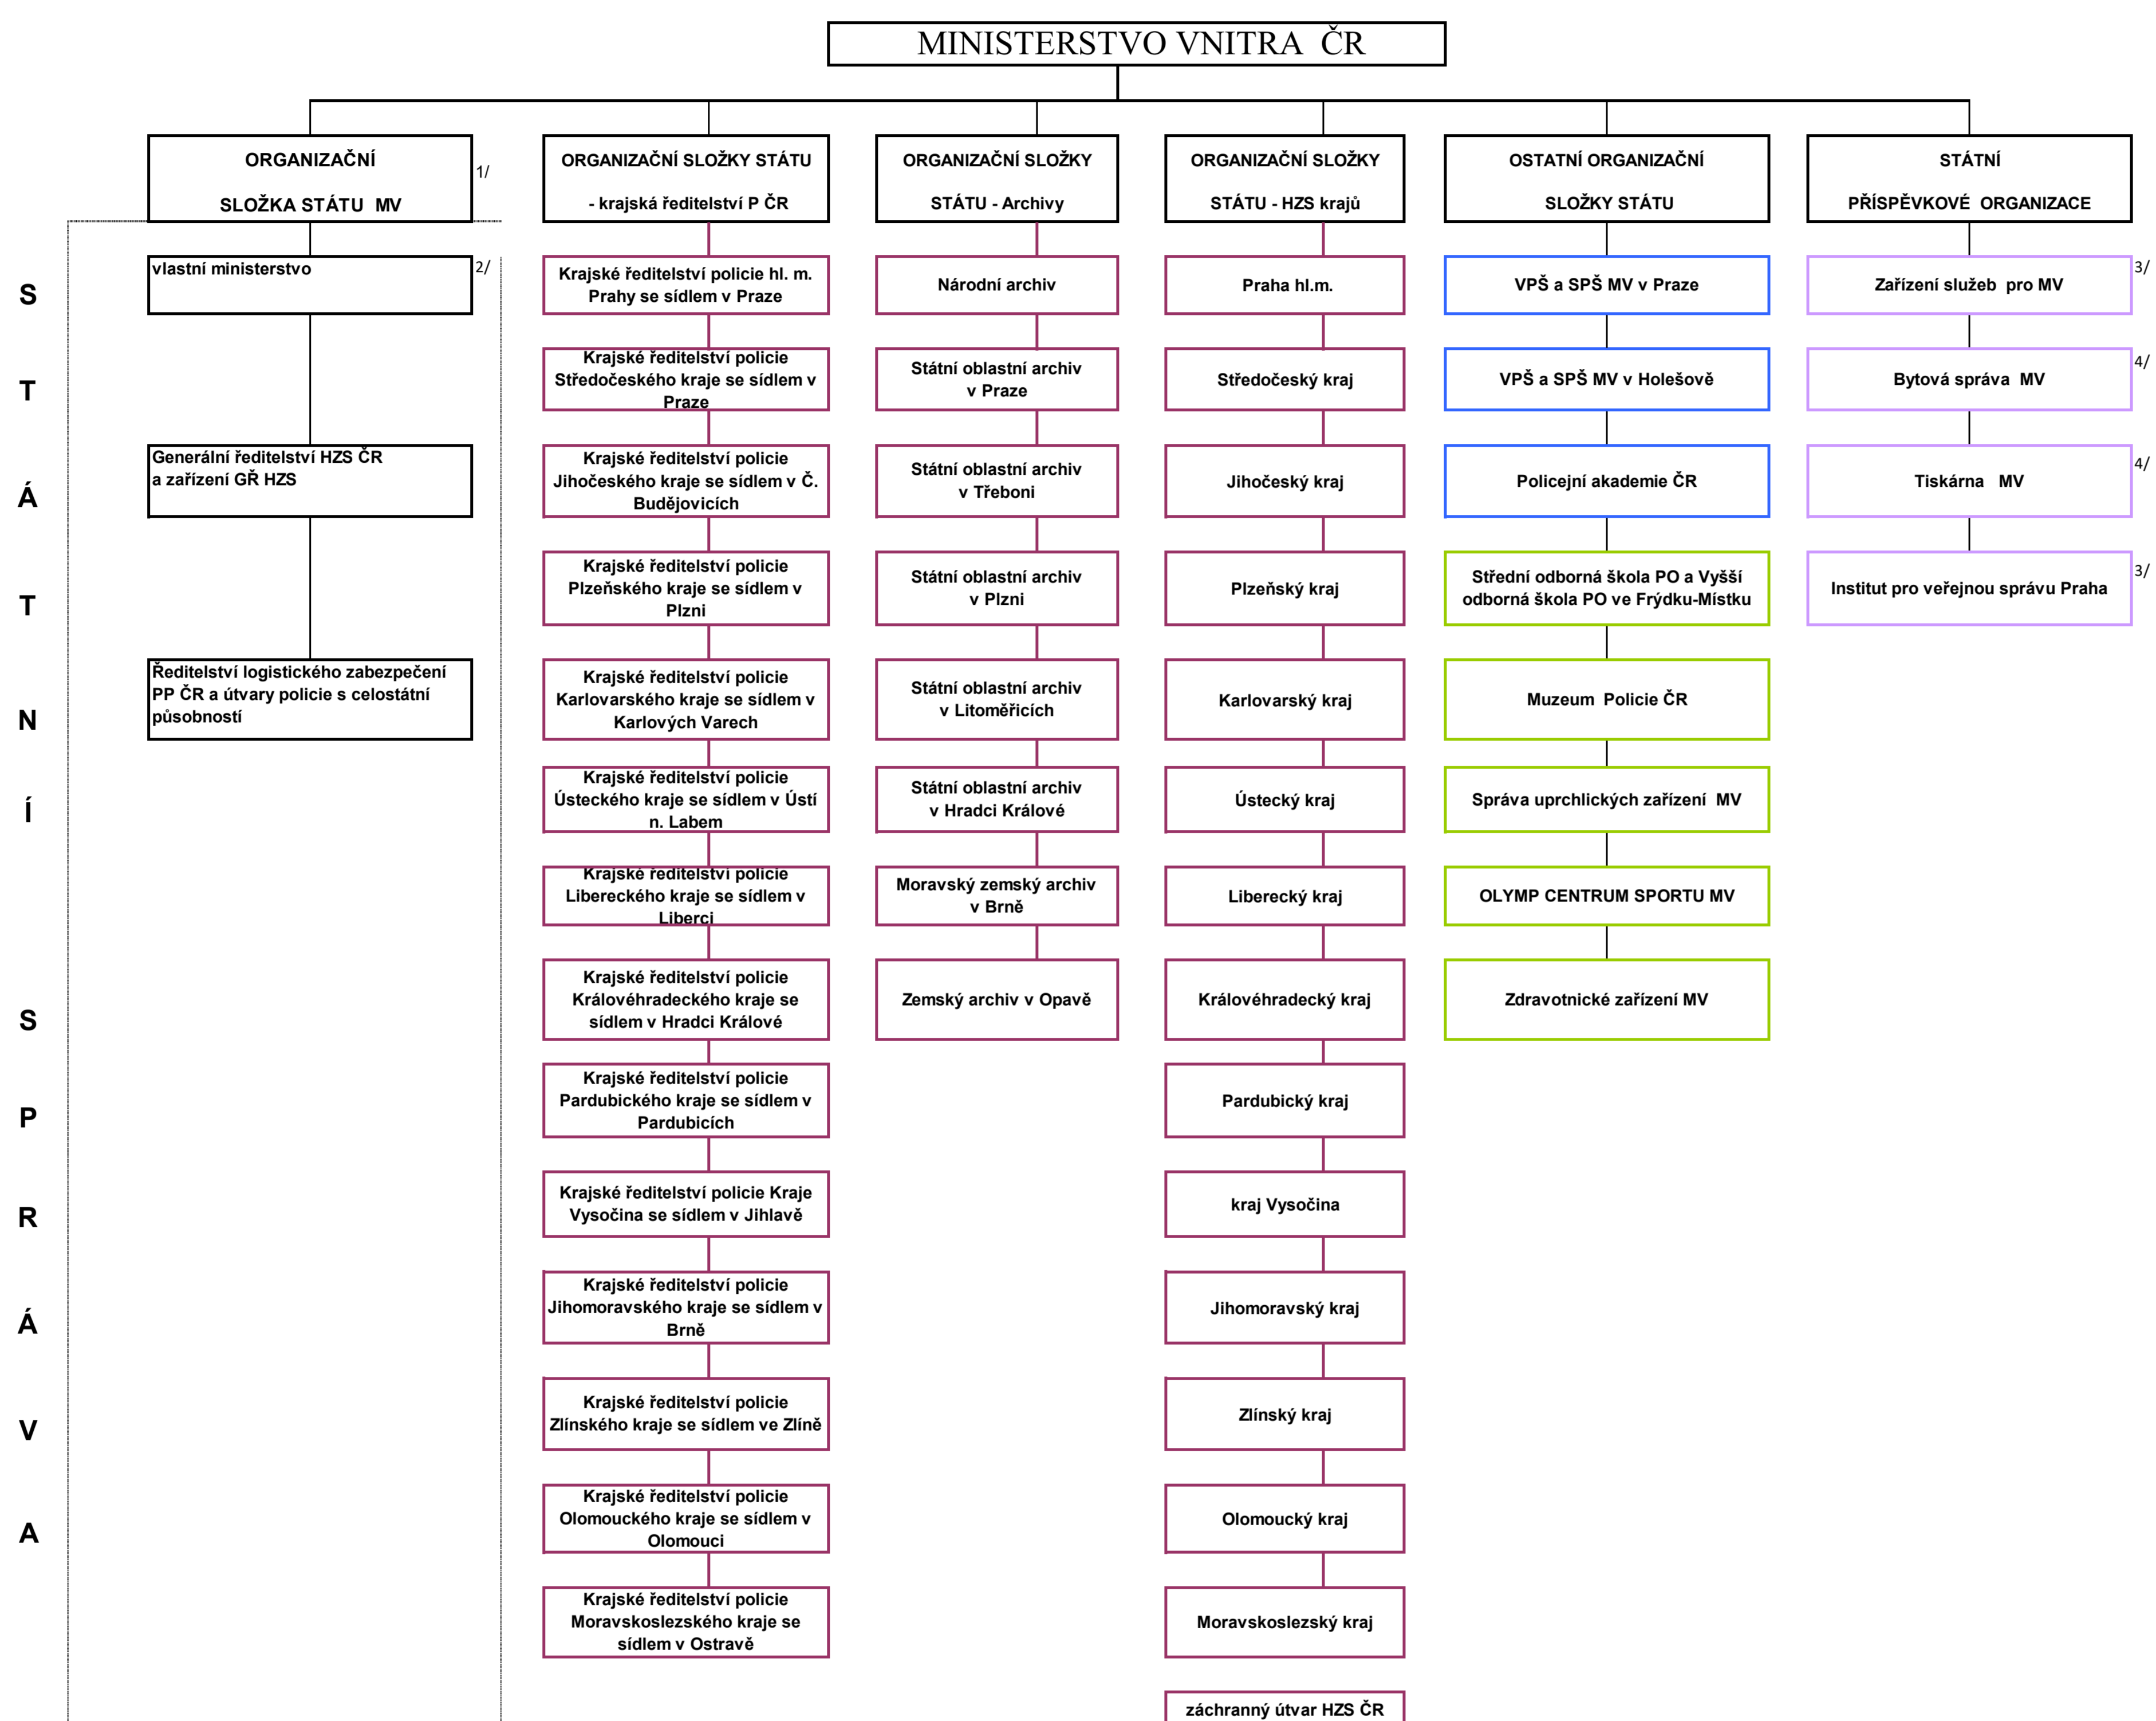 MINISTERSTVO VNITRA ČR
ORGANIZAČNÍ
SLOŽKA STÁTU MV
1/
ORGANIZAČNÍ SLOŽKY STÁTU
- krajská ředitelství P ČR
ORGANIZAČNÍ SLOŽKY
STÁTU - Archivy
ORGANIZAČNÍ SLOŽKY
STÁTU - HZS krajů
OSTATNÍ ORGANIZAČNÍ
SLOŽKY STÁTU
STÁTNÍ
PŘÍSPĚVKOVÉ ORGANIZACE
S
T
Á
T
N
Í
S
P
R
Á
V
A
vlastní ministerstvo
2/
Generální ředitelství HZS ČR
a zařízení GŘ HZS
Ředitelství logistického zabezpečení
PP ČR a útvary policie s celostátní
působností
Krajské ředitelství policie hl. m.
Prahy se sídlem v Praze
Krajské ředitelství policie
Středočeského kraje se sídlem v
Praze
Krajské ředitelství policie
Jihočeského kraje se sídlem v Č.
Budějovicích
Krajské ředitelství policie
Plzeňského kraje se sídlem v
Plzni
Krajské ředitelství policie
Karlovarského kraje se sídlem v
Karlových Varech
Krajské ředitelství policie
Ústeckého kraje se sídlem v Ústí
n. Labem
Krajské ředitelství policie
Libereckého kraje se sídlem v
Liberci
Krajské ředitelství policie
Královéhradeckého kraje se
sídlem v Hradci Králové
Krajské ředitelství policie
Pardubického kraje se sídlem v
Pardubicích
Krajské ředitelství policie Kraje
Vysočina se sídlem v Jihlavě
Krajské ředitelství policie
Jihomoravského kraje se sídlem v
Brně
Krajské ředitelství policie
Zlínského kraje se sídlem ve Zlíně
Krajské ředitelství policie
Olomouckého kraje se sídlem v
Olomouci
Krajské ředitelství policie
Moravskoslezského kraje se
sídlem v Ostravě
Národní archiv
Státní oblastní archiv
v Praze
Státní oblastní archiv
v Třeboni
Státní oblastní archiv
v Plzni
Státní oblastní archiv
v Litoměřicích
Státní oblastní archiv
v Hradci Králové
Moravský zemský archiv
v Brně
Zemský archiv v Opavě
Praha hl.m.
Středočeský kraj
Jihočeský kraj
Plzeňský kraj
Karlovarský kraj
Ústecký kraj
Liberecký kraj
Královéhradecký kraj
Pardubický kraj
kraj Vysočina
Jihomoravský kraj
Zlínský kraj
Olomoucký kraj
Moravskoslezský kraj
záchranný útvar HZS ČR
VPŠ a SPŠ MV v Praze
VPŠ a SPŠ MV v Holešově
Policejní akademie ČR
Střední odborná škola PO a Vyšší
odborná škola PO ve Frýdku-Místku
Muzeum Policie ČR
Správa uprchlických zařízení MV
OLYMP CENTRUM SPORTU MV
Zdravotnické zařízení MV
Zařízení služeb pro MV
3/
Bytová správa MV
4/
Tiskárna MV
4/
Institut pro veřejnou správu Praha
3/